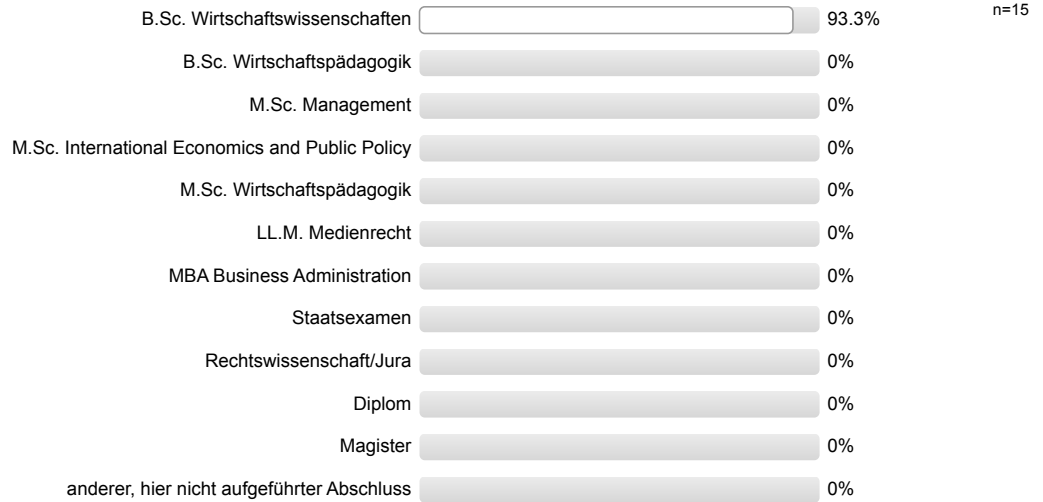 B.Sc. Wirtschaftswissenschaften 93.3% n=15
B.Sc. Wirtschaftspädagogik 0%
M.Sc. Management 0%
M.Sc. International Economics and Public Policy 0%
M.Sc. Wirtschaftspädagogik 0%
LL.M. Medienrecht 0%
MBA Business Administration 0%
Staatsexamen 0%
Rechtswissenschaft/Jura 0%
Diplom 0%
Magister 0%
anderer, hier nicht aufgeführter Abschluss 0%